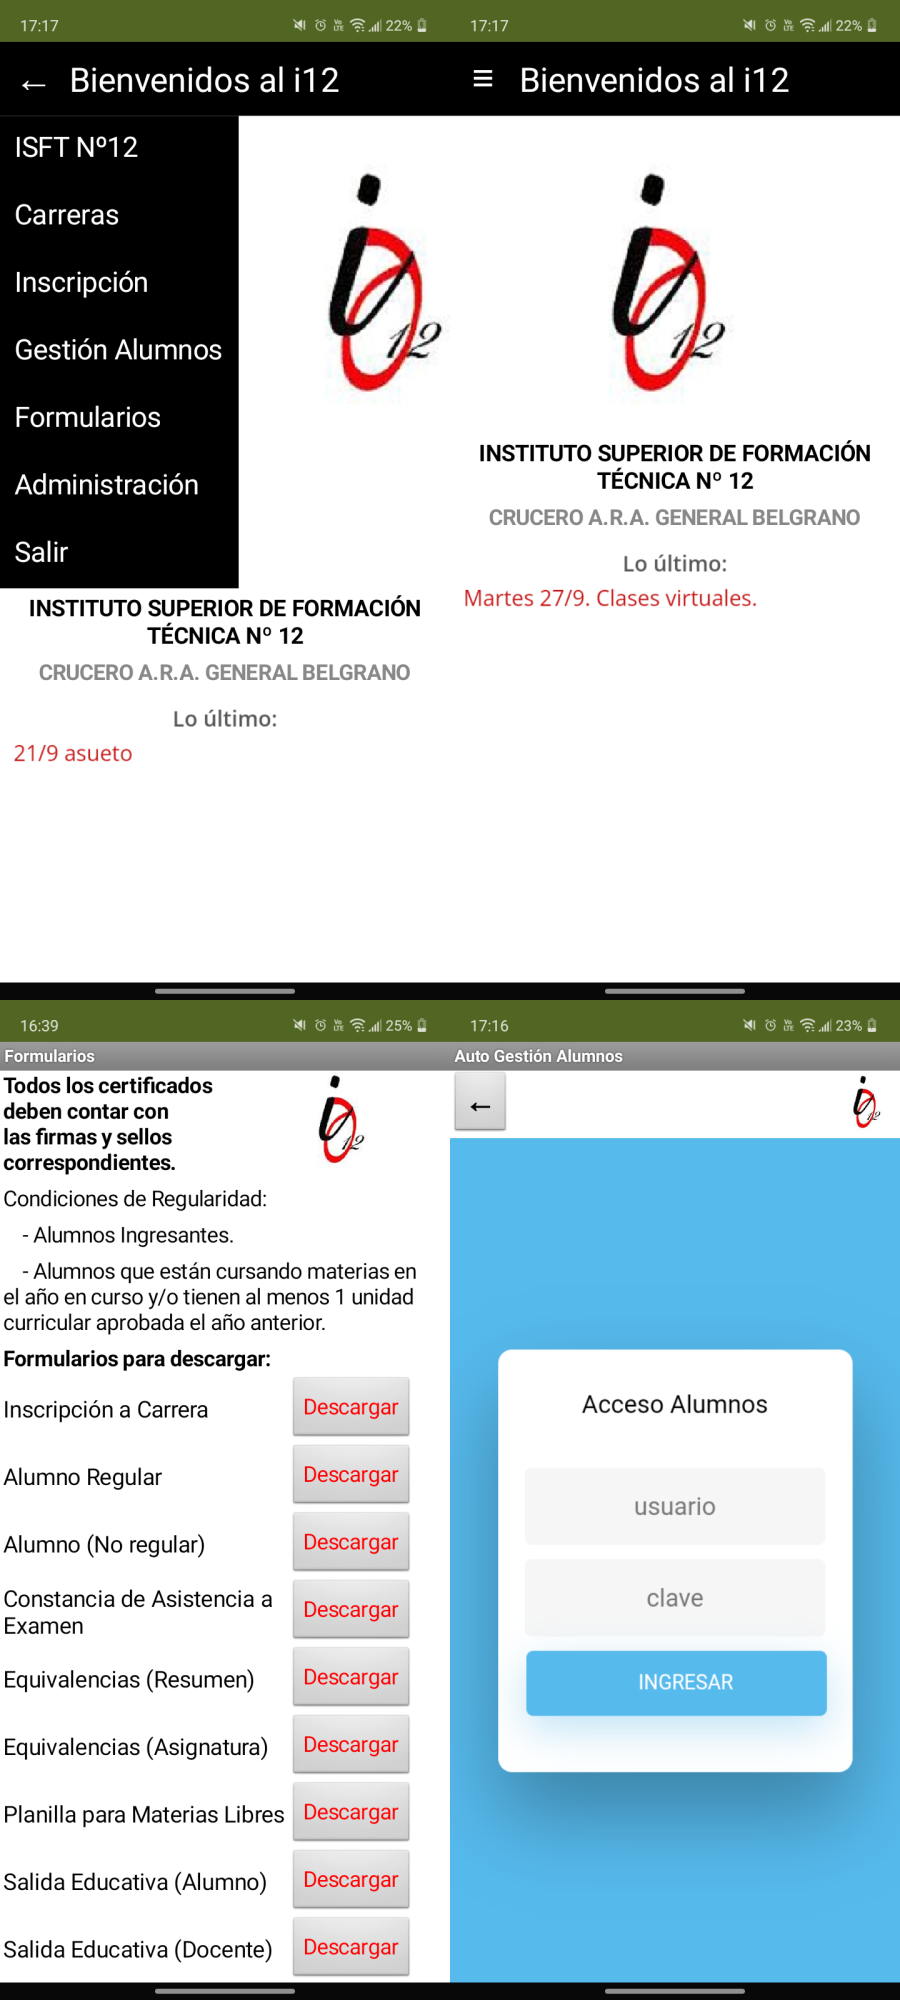 17:17
22%
← Bienvenidos al i12
ISFT Nº12
Carreras
Inscripción
Gestión Alumnos
Formularios
Administración
Salir
12
INSTITUTO SUPERIOR DE FORMACIÓN
TÉCNICA Nº 12
CRUCERO A.R.A. GENERAL BELGRANO
Lo último:
21/9 asueto
17:17
22%
≡ Bienvenidos al i12
12
INSTITUTO SUPERIOR DE FORMACIÓN
TÉCNICA Nº 12
CRUCERO A.R.A. GENERAL BELGRANO
Lo último:
Martes 27/9. Clases virtuales.
16:39
25%
Formularios
Todos los certificados
deben contar con
las firmas y sellos
correspondientes.
12
Condiciones de Regularidad:
- Alumnos Ingresantes.
- Alumnos que están cursando materias en
el año en curso y/o tienen al menos 1 unidad
curricular aprobada el año anterior.
Formularios para descargar:
Inscripción a Carrera Descargar
Alumno Regular Descargar
Alumno (No regular) Descargar
Constancia de Asistencia a
Examen Descargar
Equivalencias (Resumen) Descargar
Equivalencias (Asignatura) Descargar
Planilla para Materias Libres Descargar
Salida Educativa (Alumno) Descargar
Salida Educativa (Docente) Descargar
17:16
23%
Auto Gestión Alumnos
←
12
Acceso Alumnos
usuario
clave
INGRESAR